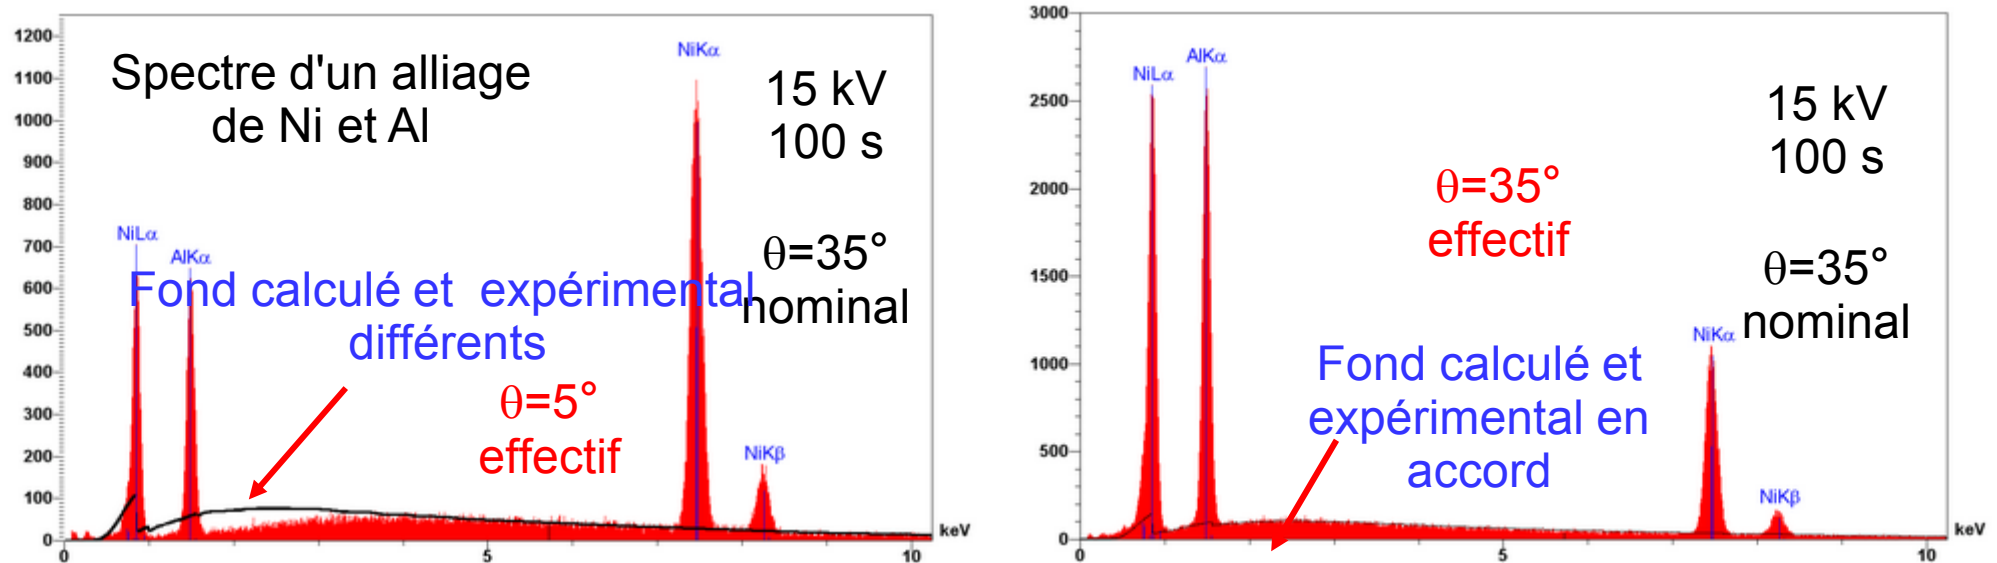 Spectre d'un alliage
de Ni et Al
15 kV
100 s
θ=35°
nominal
Fond calculé et expérimental
différents
θ=5°
effectif
NiLα
AlKα
NiKα
NiKβ
1200
1100
1000
900
800
700
600
500
400
300
200
100
0
0
5
10
keV
3000
2500
2000
1500
1000
500
0
NiLα
AlKα
θ=35°
effectif
15 kV
100 s
θ=35°
nominal
Fond calculé et
expérimental en
accord
NiKα
NiKβ
0
5
10
keV